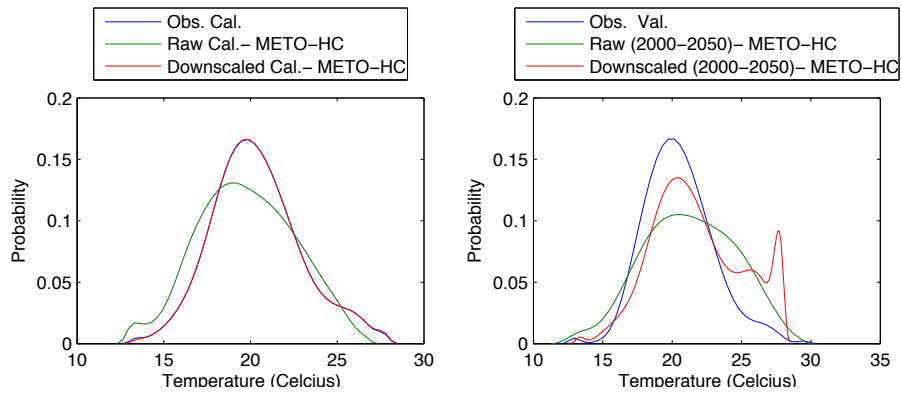 Obs. Cal.
Raw Cal.− METO−HC
Downscaled Cal.− METO−HC
0.2
0.15
0.1
0.05
0
Probability
10
15
20
25
30
Temperature (Celcius)
Obs. Val.
Raw (2000−2050)− METO−HC
Downscaled (2000−2050)− METO−HC
0.2
0.15
0.1
0.05
0
Probability
10
15
20
25
30
35
Temperature (Celcius)